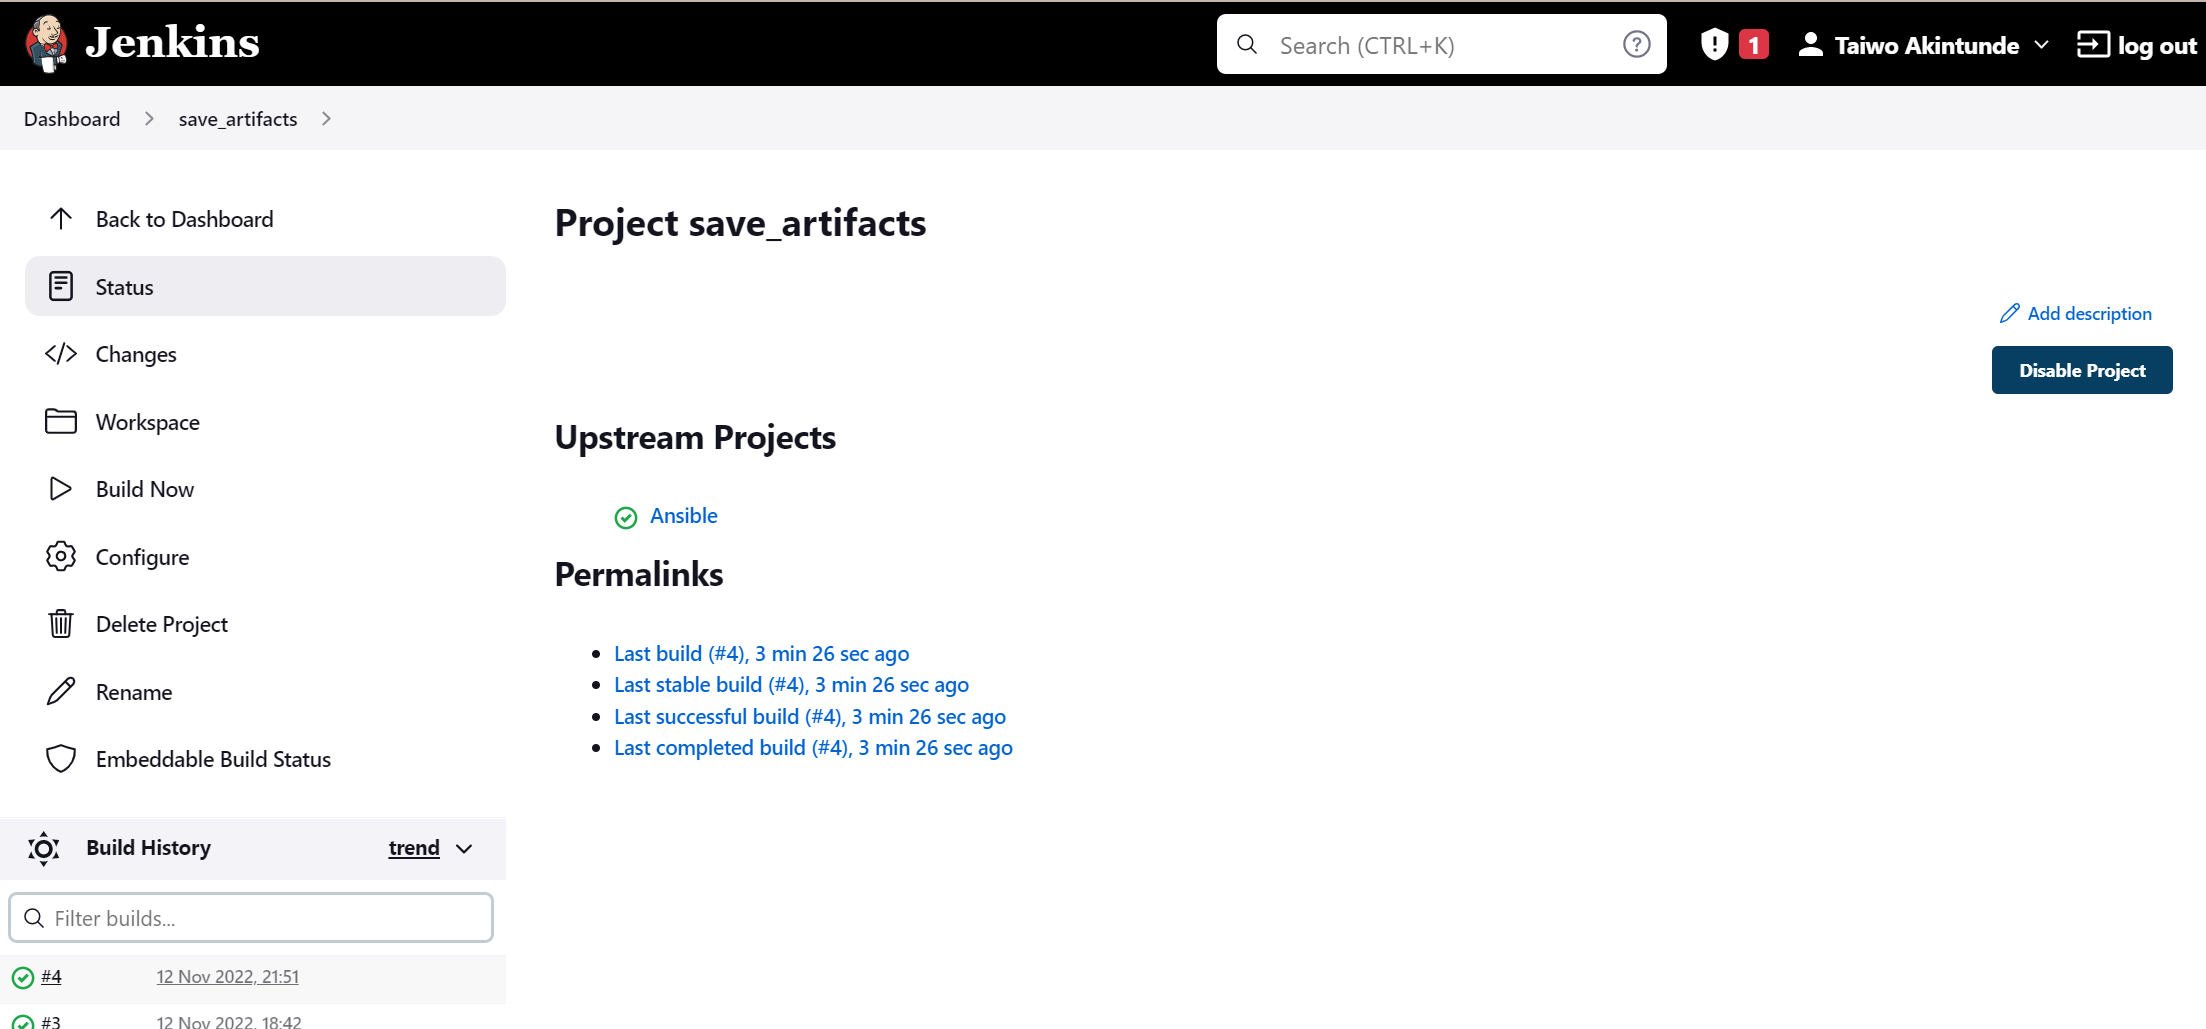 Jenkins
Search (CTRL+K)
1
Taiwo Akintunde
log out
Dashboard
save_artifacts
Back to Dashboard
Status
Changes
Workspace
Build Now
Configure
Delete Project
Rename
Embeddable Build Status
Build History
trend
Filter builds...
#4
12 Nov 2022, 21:51
#3
12 Nov 2022, 18:42
Project save_artifacts
Add description
Disable Project
Upstream Projects
Ansible
Permalinks
Last build (#4), 3 min 26 sec ago
Last stable build (#4), 3 min 26 sec ago
Last successful build (#4), 3 min 26 sec ago
Last completed build (#4), 3 min 26 sec ago